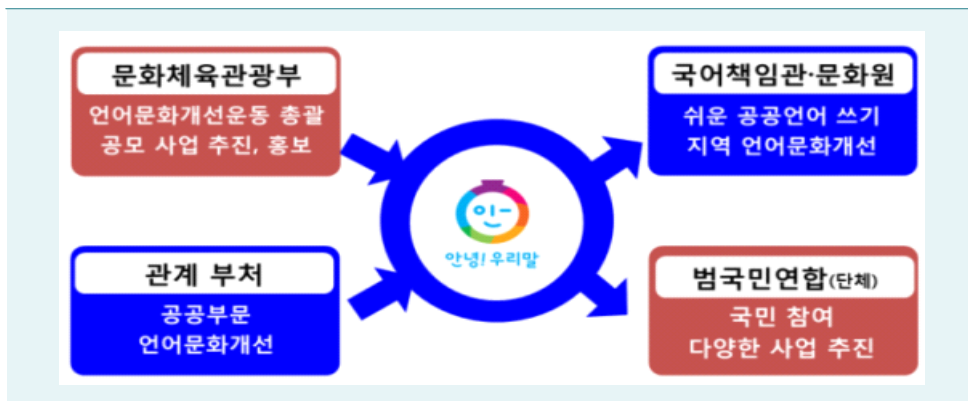 문화체육관광부
언어문화개선운동 총괄
공모 사업 추진, 홍보
국어책임관·문화원
쉬운 공공언어 쓰기
지역 언어문화개선
안녕! 우리말
관계 부처
공공부문
언어문화개선
범국민연합(단체)
국민 참여
다양한 사업 추진